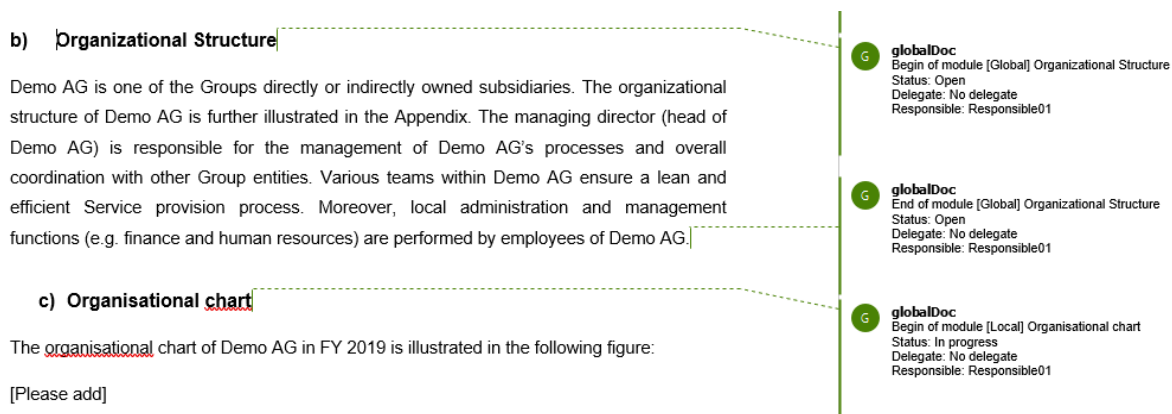 b) Organizational Structure
Demo AG is one of the Groups directly or indirectly owned subsidiaries. The organizational
structure of Demo AG is further illustrated in the Appendix. The managing director (head of
Demo AG) is responsible for the management of Demo AG's processes and overall
coordination with other Group entities. Various teams within Demo AG ensure a lean and
efficient Service provision process. Moreover, local administration and management
functions (e.g. finance and human resources) are performed by employees of Demo AG.
c) Organisational chart
The organisational chart of Demo AG in FY 2019 is illustrated in the following figure:
[Please add]
G
globalDoc
Begin of module [Global] Organizational Structure
Status: Open
Delegate: No delegate
Responsible: Responsible01
G
globalDoc
End of module [Global] Organizational Structure
Status: Open
Delegate: No delegate
Responsible: Responsible01
G
globalDoc
Begin of module [Local] Organisational chart
Status: In progress
Delegate: No delegate
Responsible: Responsible01